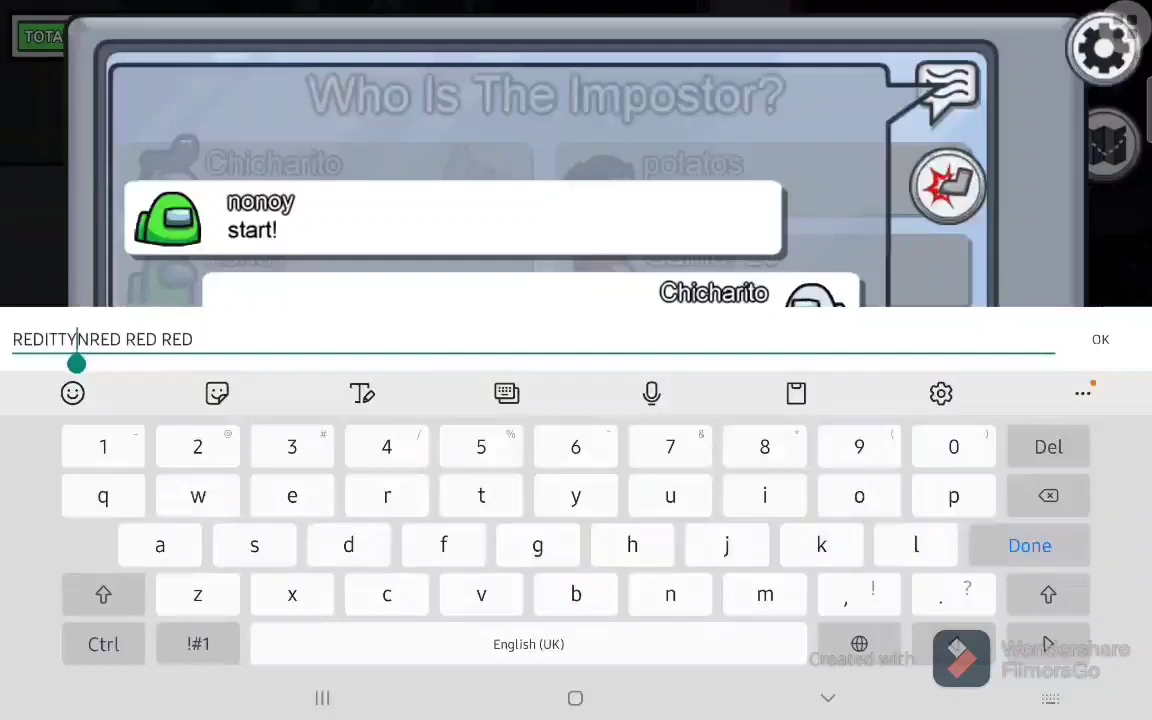 TOTA
Who Is The Impostor?
Chicharito
potatos
nonoy
start!
Chicharito
REDITTYNRED RED RED
OK
1 - 2 @ 3 # 4 / 5 % 6 ^ 7 & 8 * 9 ( 0 ) Del
q w e r t y u i o p
a s d f g h j k l Done
z x c v b n m , ! . ?
Ctrl !#1 English (UK)
Created with
Wondershare
FilmoraGo